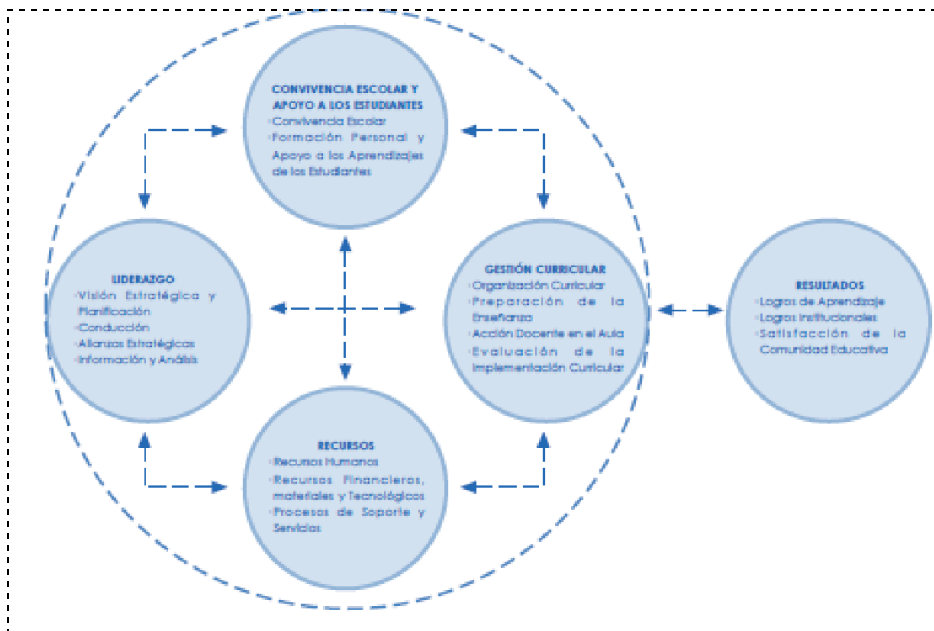 CONVIVENCIA ESCOLAR Y
APOYO A LOS ESTUDIANTES
·Convivencia Escolar
·Formación Personal y
Apoyo a los Aprendizajes
de los Estudiantes
LIDERAZGO
·Visión Estratégica y
Planificación
·Conducción
·Alianzas Estratégicas
·Información y Análisis
GESTIÓN CURRICULAR
·Organización Curricular
·Preparación de la
Enseñanza
·Acción Docente en el Aula
·Evaluación de la
Implementación Curricular
RESULTADOS
·Logros de Aprendizaje
·Logros Institucionales
·Satisfacción de la
Comunidad Educativa
RECURSOS
·Recursos Humanos
·Recursos Financieros,
materiales y Tecnológicos
·Procesos de Soporte y
Servicios